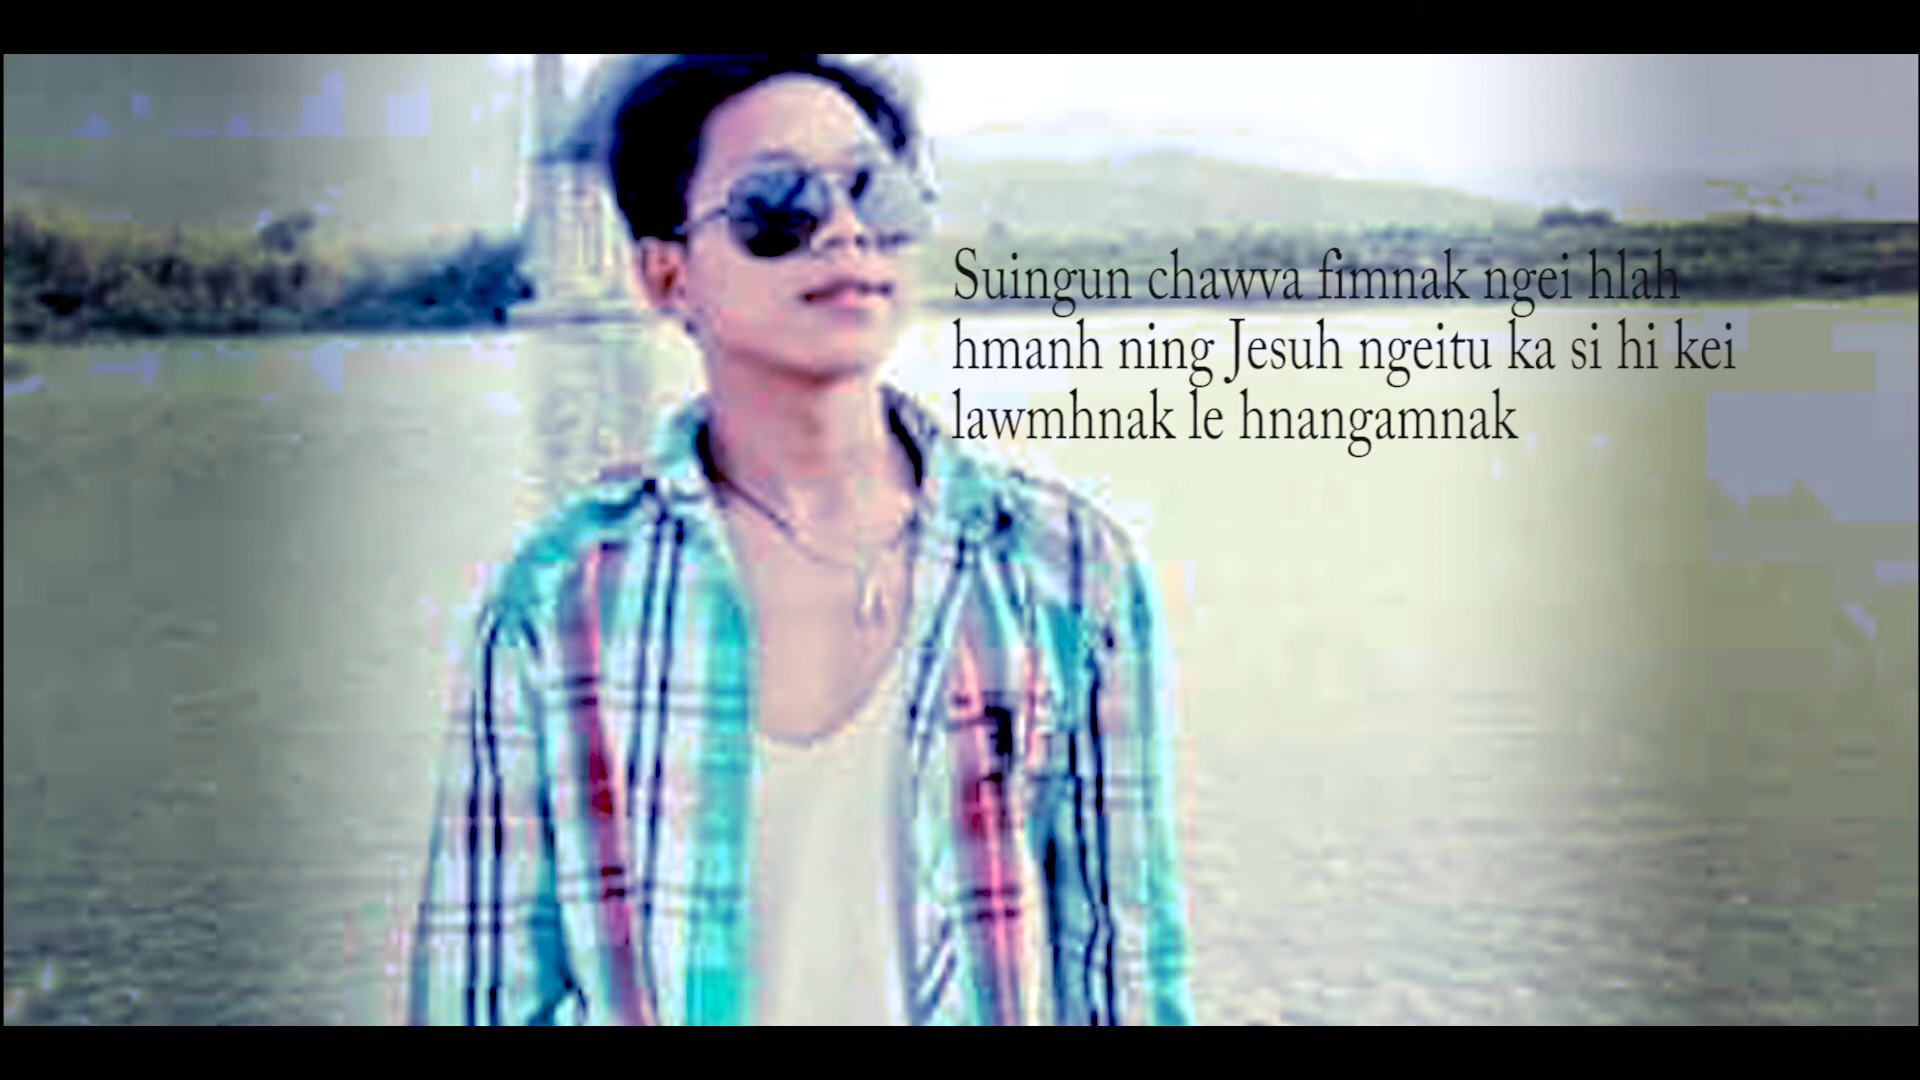 Suingun chawva fimnak ngei hlah
hmanh ning Jesuh ngeitu ka si hi kei
lawmhnak le hnangamnak